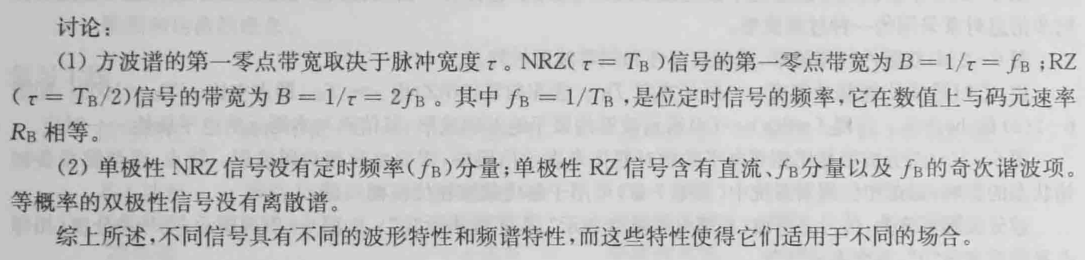 讨论：
(1) 方波谱的第一零点带宽取决于脉冲宽度 τ。NRZ( τ = T_B )信号的第一零点带宽为 B = 1/τ = f_B ;RZ
( τ = T_B/2)信号的带宽为 B = 1/τ = 2f_B。其中 f_B = 1/T_B ,是位定时信号的频率,它在数值上与码元速率
R_B 相等。
(2) 单极性 NRZ 信号没有定时频率( f_B)分量;单极性 RZ 信号含有直流、f_B分量以及 f_B的奇次谐波项。
等概率的双极性信号没有离散谱。
综上所述,不同信号具有不同的波形特性和频谱特性,而这些特性使得它们适用于不同的场合。